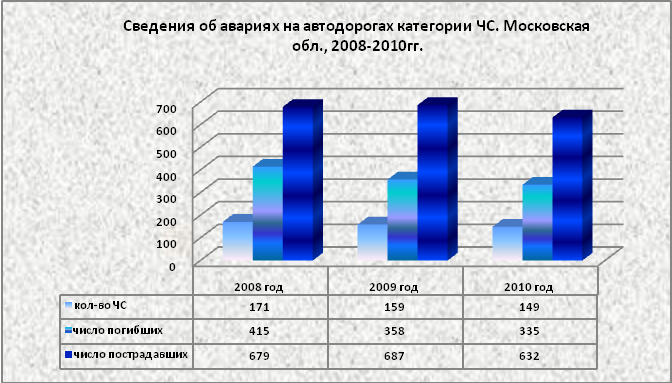 Сведения об авариях на автодорогах категории ЧС. Московская
обл., 2008-2010гг.
700
600
500
400
300
200
100
0
2008 год 2009 год 2010 год
кол-во ЧС 171 159 149
число погибших 415 358 335
число пострадавших 679 687 632